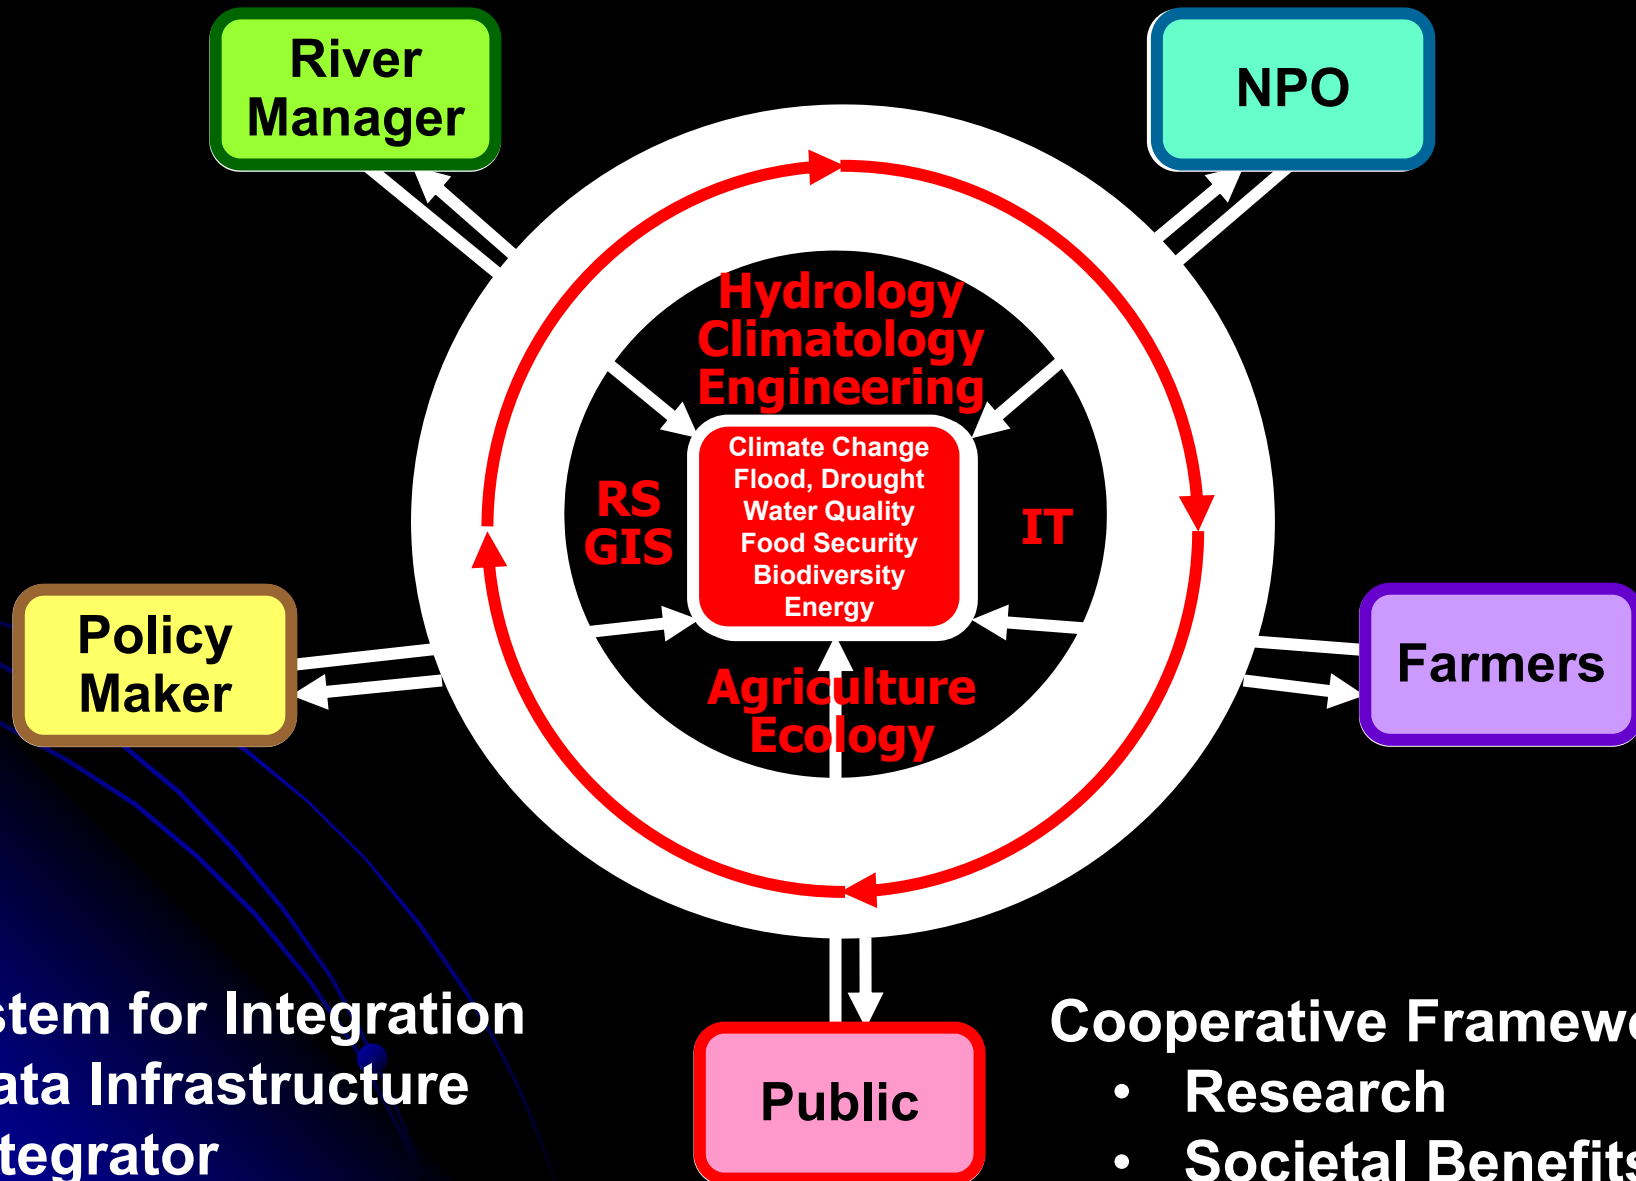 River
Manager
NPO
Hydrology
Climatology
Engineering
Climate Change
Flood, Drought
Water Quality
Food Security
Biodiversity
Energy
RS
GIS
IT
Policy
Maker
Farmers
Agriculture
Ecology
stem for Integration
ata Infrastructure
tegrator
Public
Cooperative Framew
• Research
• Societal Benefits